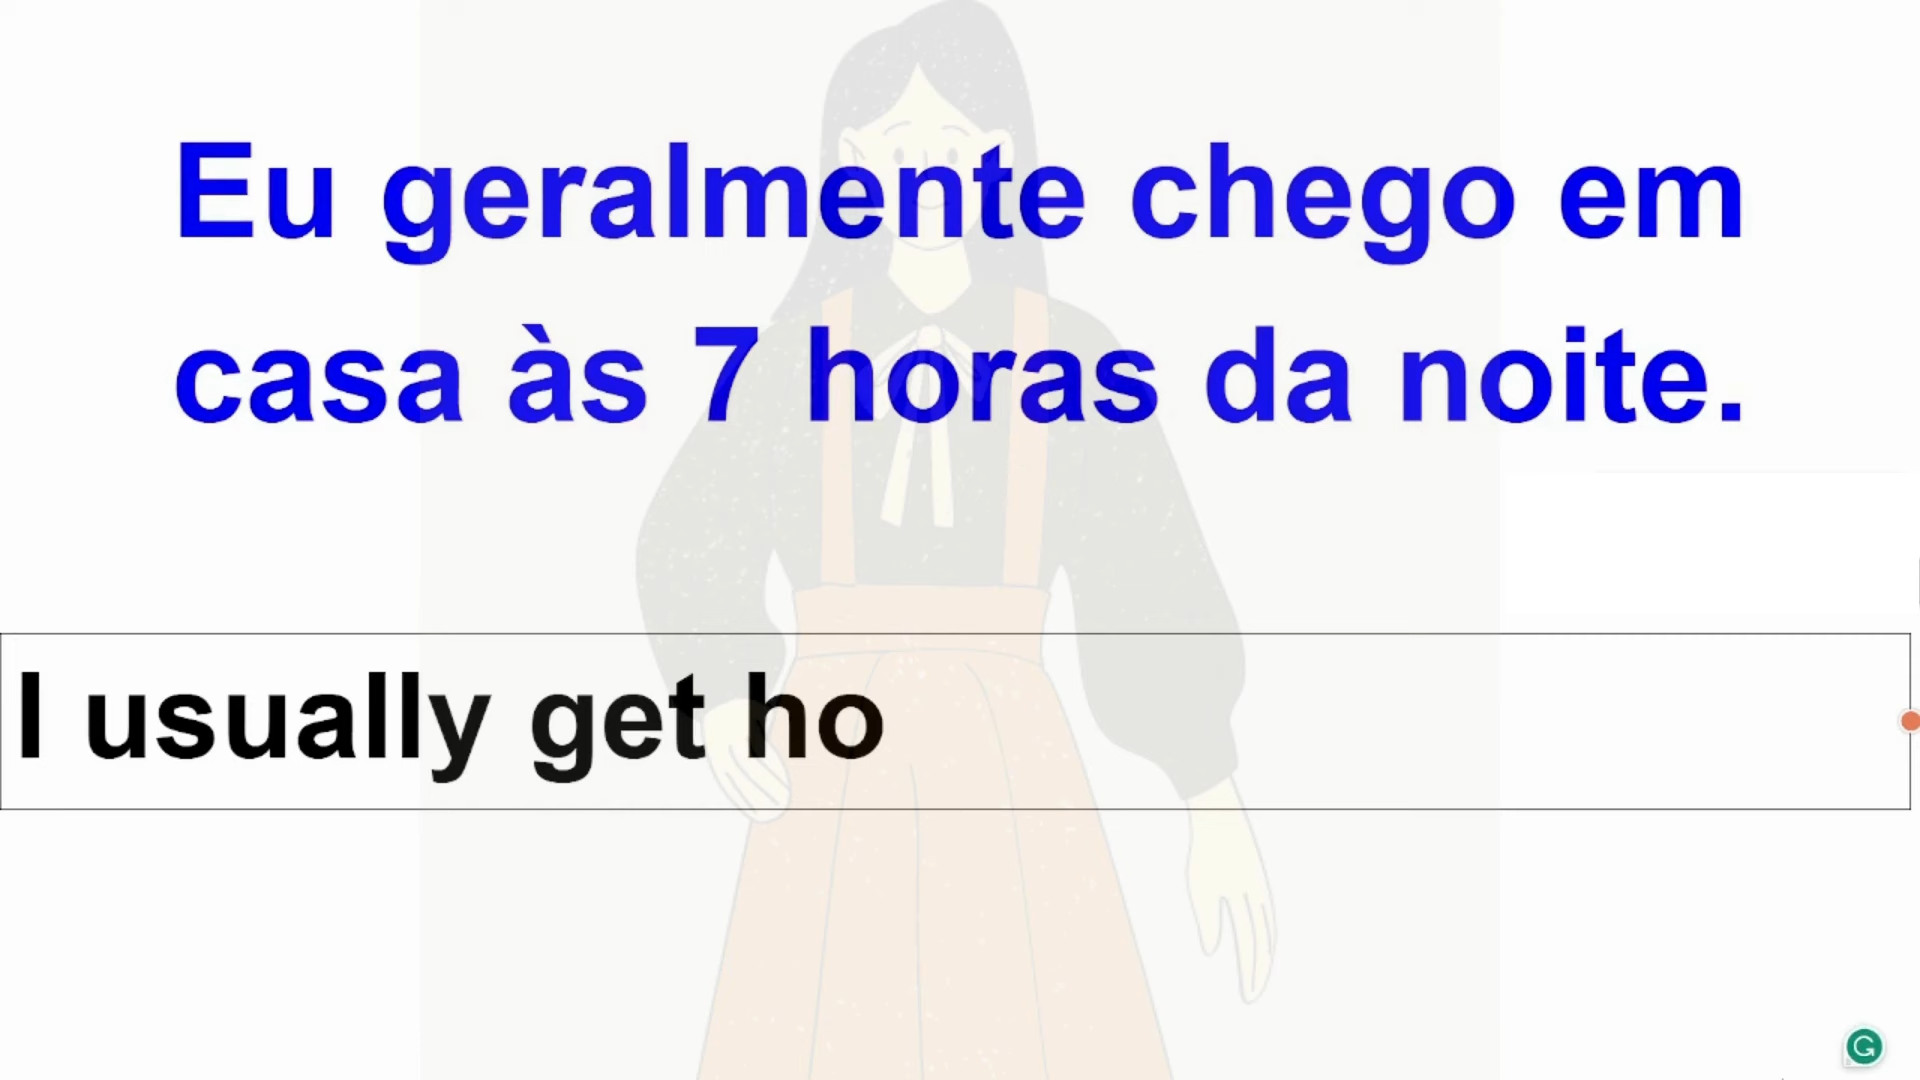 Eu geralmente chego em
casa às 7 horas da noite.
I usually get ho